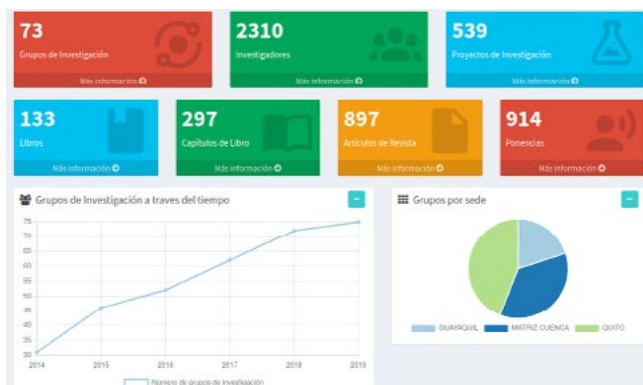 73
Grupos de Investigación
Más información
2310
Investigadores
Más información
539
Proyectos de Investigación
Más información
133
Libros
Más información
297
Capítulos de Libro
Más información
897
Artículos de Revista
Más información
914
Ponencias
Más información
Grupos de Investigación a traves del tiempo
75
70
65
60
55
50
45
40
35
30
2014 2015 2016 2017 2018 2019
Número de grupos de investigación
Grupos por sede
GUAYAQUIL MATRIZ CUENCA QUITO